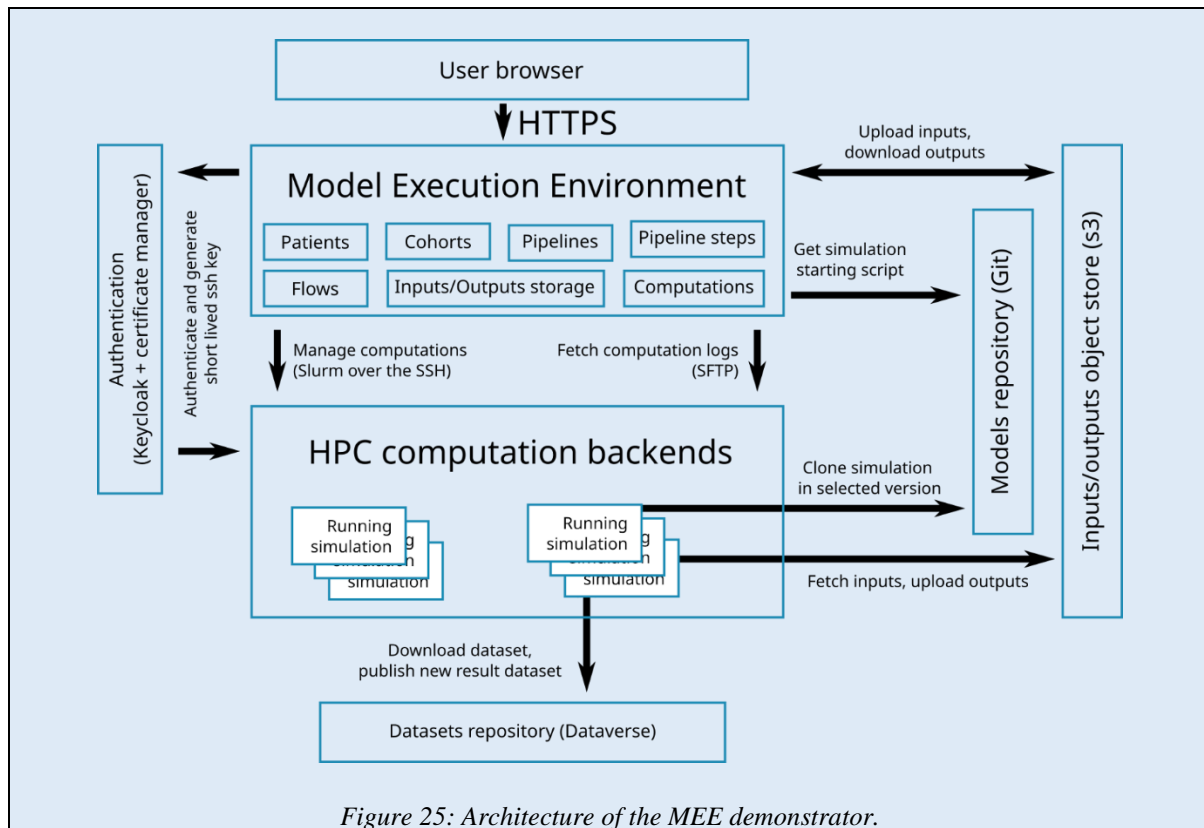 User browser
HTTPS
Upload inputs,
download outputs
Authentication
(Keycloak + certificate manager)
Authenticate and generate
short lived ssh key
Model Execution Environment
Patients
Cohorts
Pipelines
Pipeline steps
Flows
Inputs/Outputs storage
Computations
Get simulation
starting script
Models repository (Git)
Inputs/outputs object store (s3)
Manage computations
(Slurm over the SSH)
Fetch computation logs
(SFTP)
HPC computation backends
Clone simulation
in selected version
Running
simulation
simulation
Running
simulation
simulation
Fetch inputs, upload outputs
Download dataset,
publish new result dataset
Datasets repository (Dataverse)
Figure 25: Architecture of the MEE demonstrator.